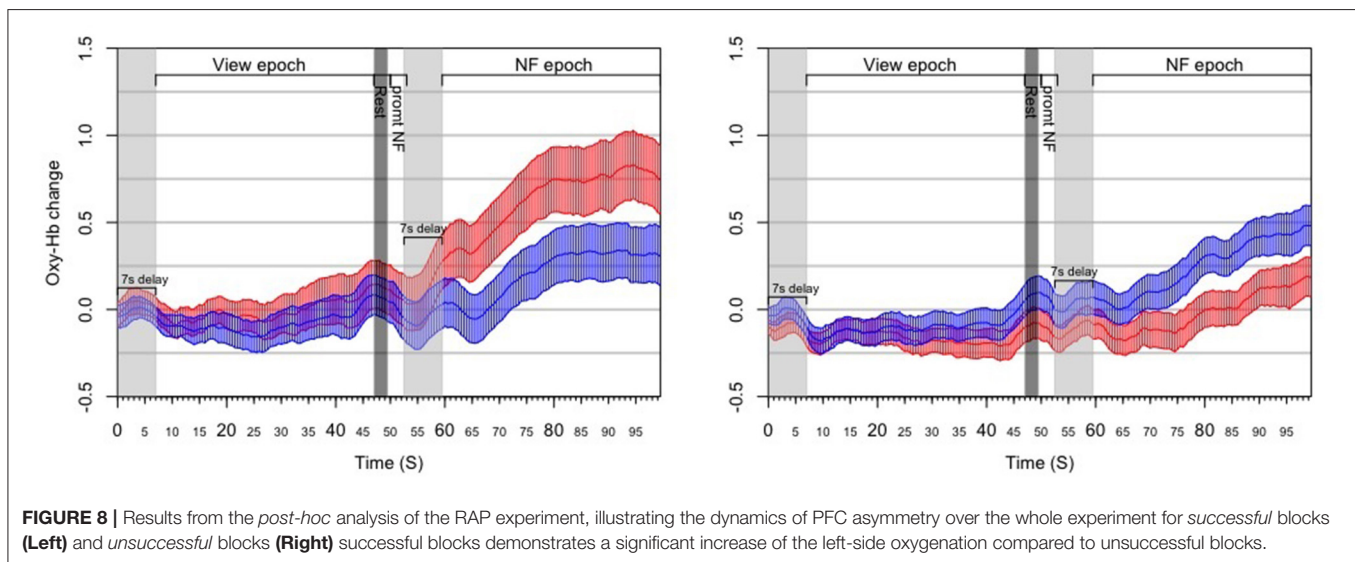 1.5
1.0
0.5
0.0
-0.5
Oxy-Hb change
View epoch
Rest
promt NF
NF epoch
7s delay
7s delay
0 5 10 15 20 25 30 35 40 45 50 55 60 65 70 75 80 85 90 95
Time (S)
1.5
1.0
0.5
0.0
-0.5
View epoch
Rest
promt NF
NF epoch
7s delay
7s delay
0 5 10 15 20 25 30 35 40 45 50 55 60 65 70 75 80 85 90 95
Time (S)
FIGURE 8 | Results from the post-hoc analysis of the RAP experiment, illustrating the dynamics of PFC asymmetry over the whole experiment for successful blocks
(Left) and unsuccessful blocks (Right) successful blocks demonstrates a significant increase of the left-side oxygenation compared to unsuccessful blocks.